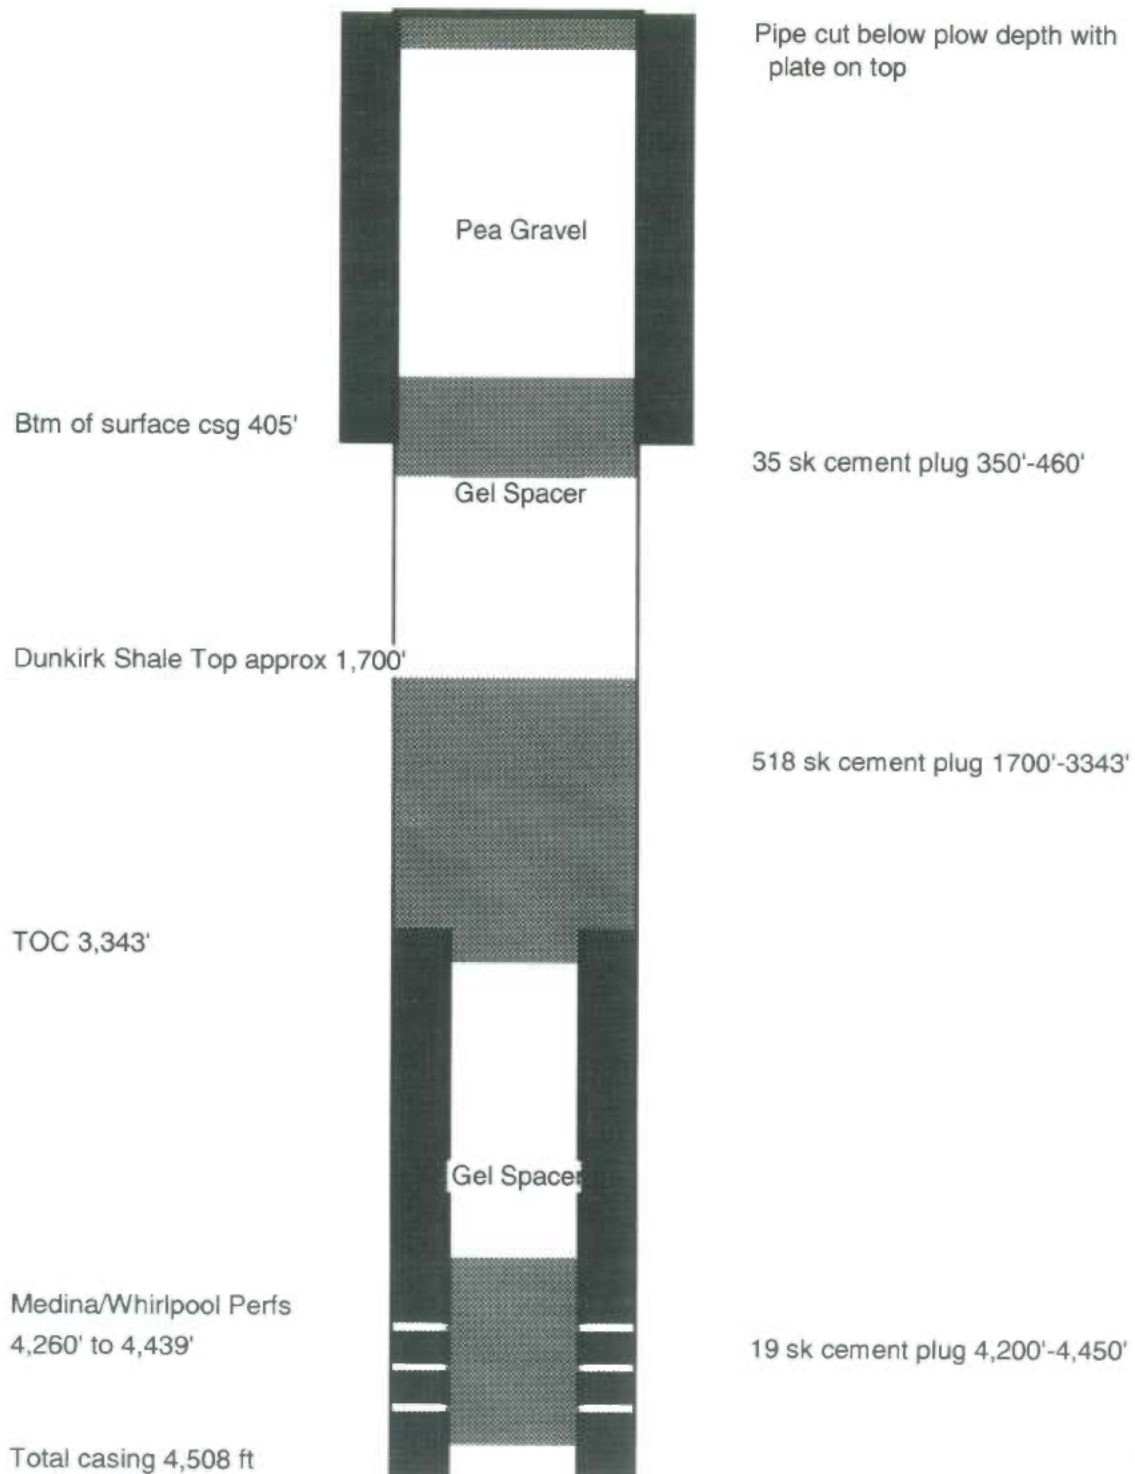 Pipe cut below plow depth with
plate on top
Pea Gravel
Btm of surface csg 405'
35 sk cement plug 350'-460'
Gel Spacer
Dunkirk Shale Top approx 1,700'
518 sk cement plug 1700'-3343'
TOC 3,343'
Gel Spacer
Medina/Whirlpool Perfs
4,260' to 4,439'
19 sk cement plug 4,200'-4,450'
Total casing 4,508 ft